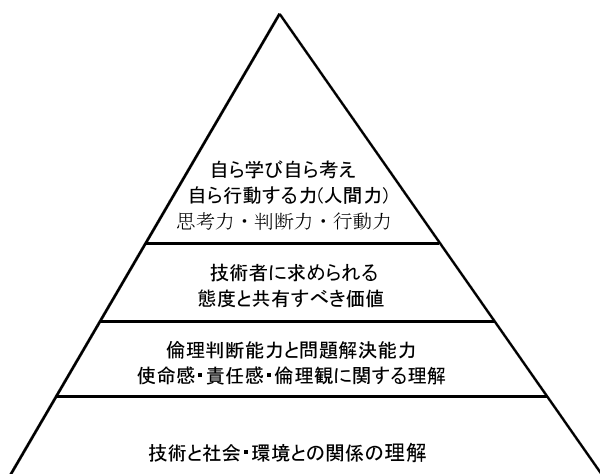 自ら学び自ら考え
自ら行動する力(人間力)
思考力・判断力・行動力
技術者に求められる
態度と共有すべき価値
倫理判断能力と問題解決能力
使命感・責任感・倫理観に関する理解
技術と社会・環境との関係の理解